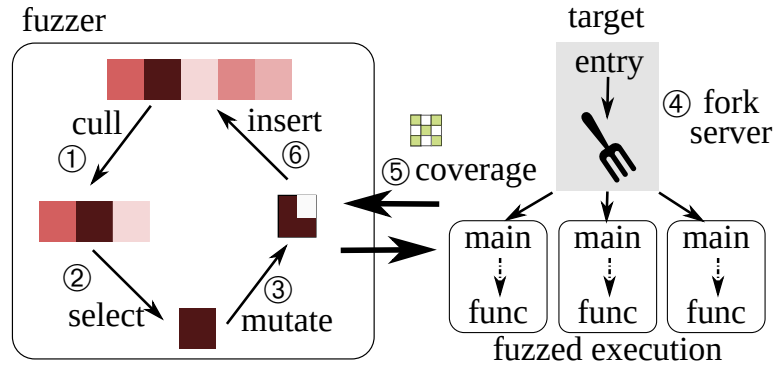 fuzzer
target
entry
④ fork
server
cull
①
insert
⑥
⑤ coverage
②
select
③
mutate
main
main
main
func
func
func
fuzzed execution